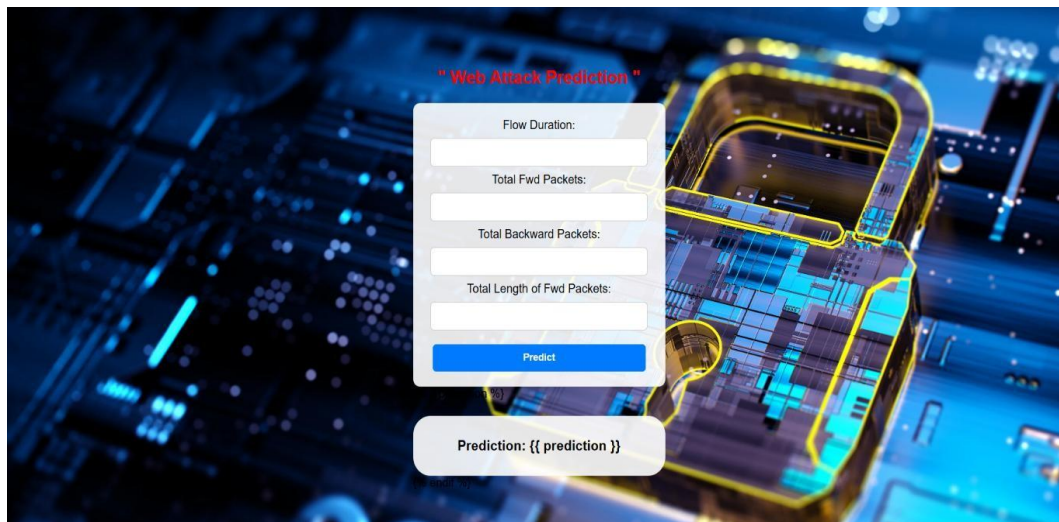 " Web Attack Prediction "
Flow Duration:
Total Fwd Packets:
Total Backward Packets:
Total Length of Fwd Packets:
Predict
%}
Prediction: {{ prediction }}
%}